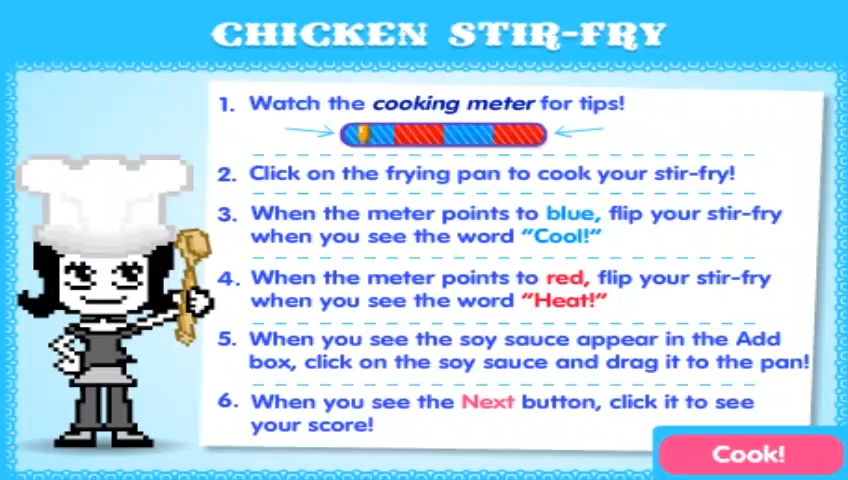 CHICKEN STIR-FRY
1. Watch the cooking meter for tips!
2. Click on the frying pan to cook your stir-fry!
3. When the meter points to blue, flip your stir-fry
when you see the word "Cool!"
4. When the meter points to red, flip your stir-fry
when you see the word "Heat!"
5. When you see the soy sauce appear in the Add
box, click on the soy sauce and drag it to the pan!
6. When you see the Next button, click it to see
your score!
Cook!